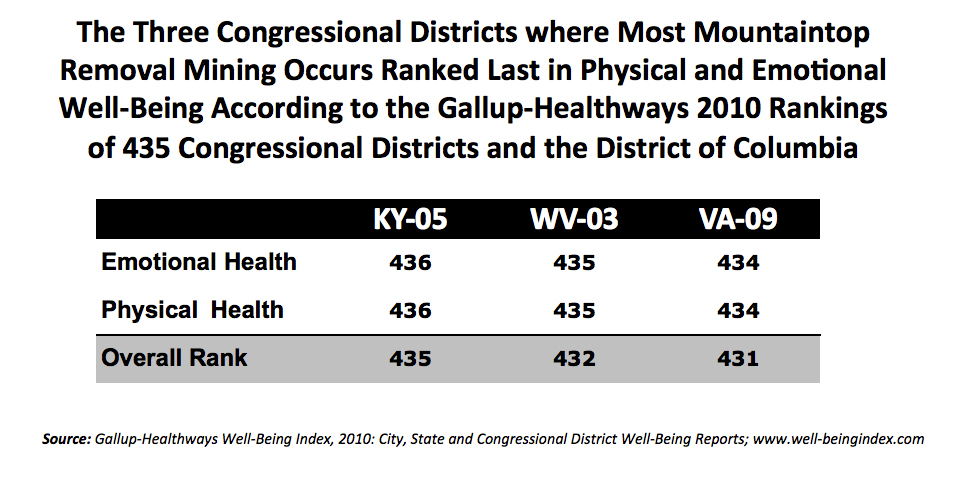 The Three Congressional Districts where Most Mountaintop
Removal Mining Occurs Ranked Last in Physical and Emotional
Well-Being According to the Gallup-Healthways 2010 Rankings
of 435 Congressional Districts and the District of Columbia
KY-05 WV-03 VA-09
Emotional Health 436 435 434
Physical Health 436 435 434
Overall Rank 435 432 431
Source: Gallup-Healthways Well-Being Index, 2010: City, State and Congressional District Well-Being Reports; www.well-beingindex.com